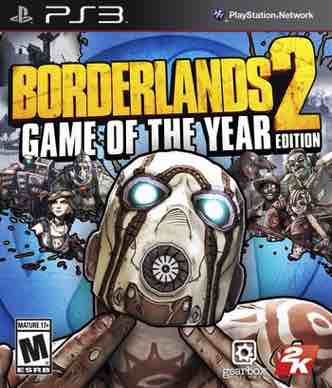 PS3
PlayStation®Network
BORDERLANDS 2
GAME OF THE YEAR EDITION
MATURE 17+
M
ESRB
gearbox
2K